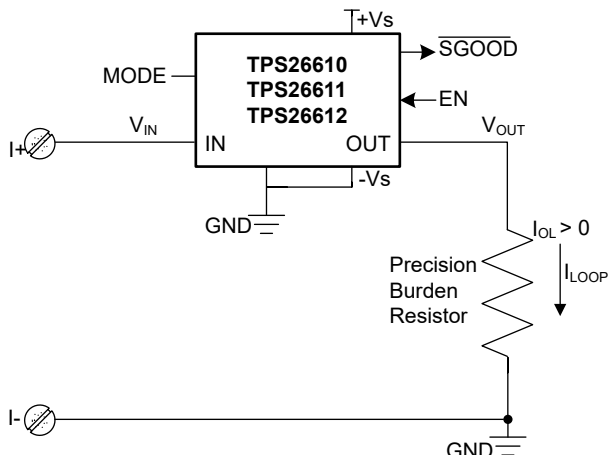 +Vs
SGOOD
MODE
TPS26610
TPS26611
TPS26612
EN
VIN
VOUT
I+
IN
OUT
-Vs
GND
IOL > 0
Precision
Burden
Resistor
ILOOP
I-
GND